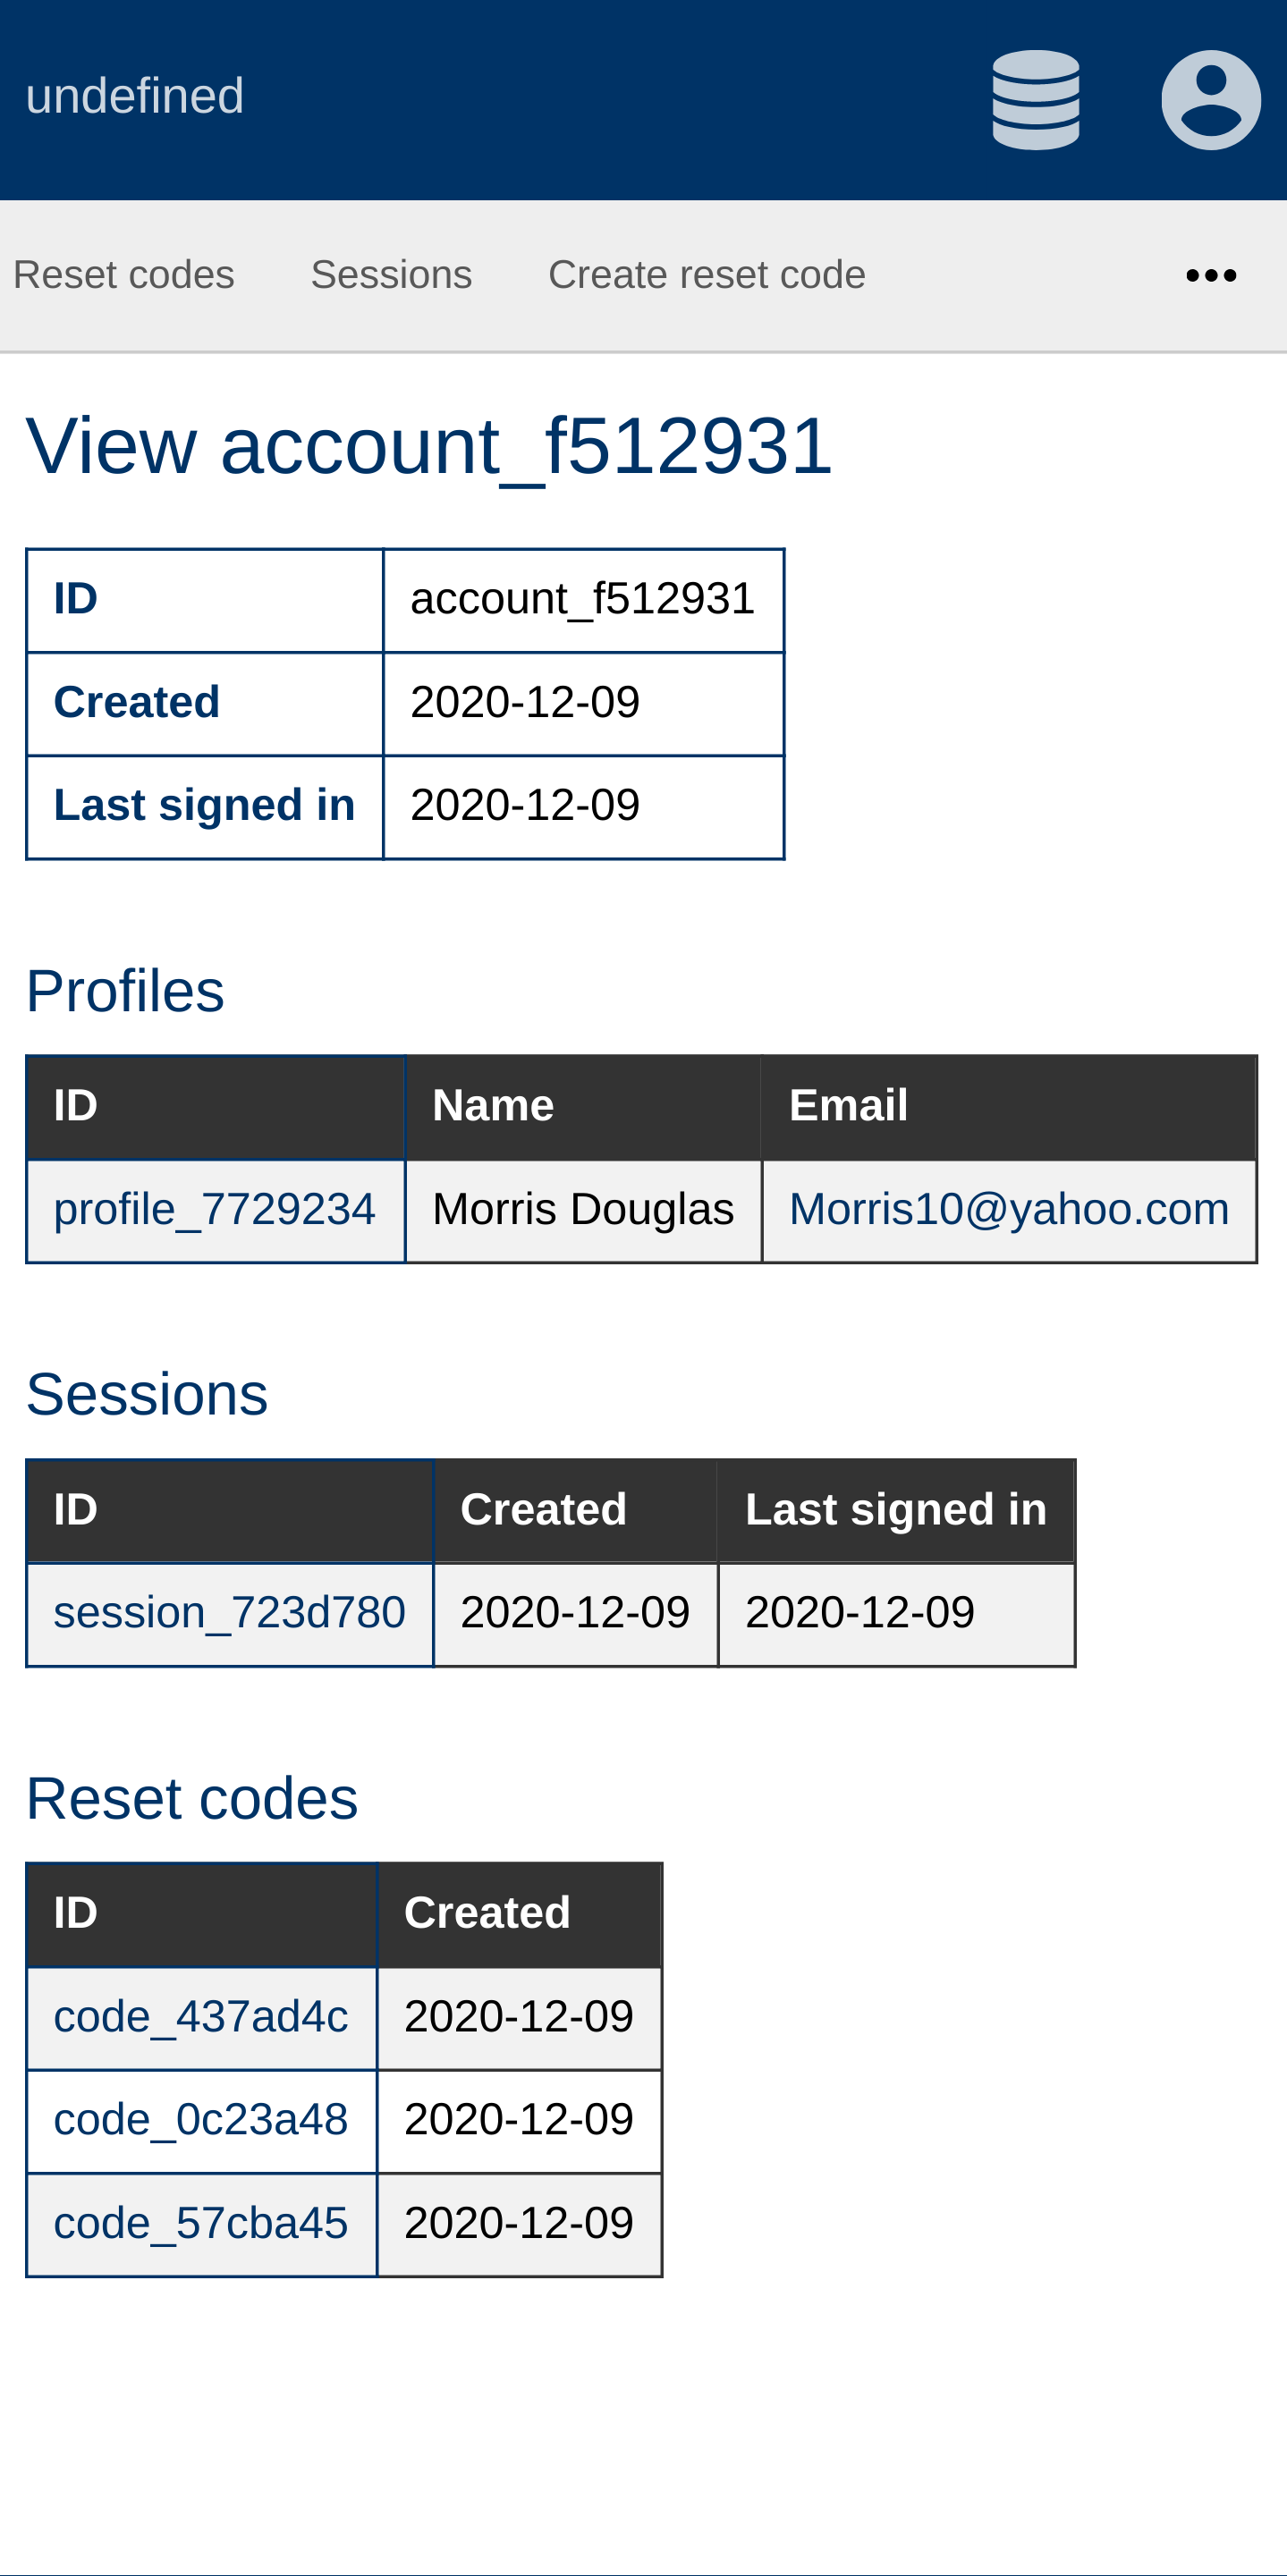 undefined
Reset codes Sessions Create reset code
View account_f512931
ID account_f512931
Created 2020-12-09
Last signed in 2020-12-09
Profiles
ID Name Email
profile_7729234 Morris Douglas Morris10@yahoo.com
Sessions
ID Created Last signed in
session_723d780 2020-12-09 2020-12-09
Reset codes
ID Created
code_437ad4c 2020-12-09
code_0c23a48 2020-12-09
code_57cba45 2020-12-09